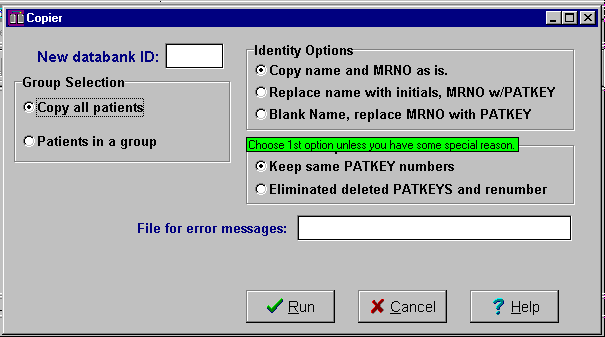 Copier
New databank ID:
Group Selection
Copy all patients
Patients in a group
Identity Options
Copy name and MRNO as is.
Replace name with initials, MRNO w/PATKEY
Blank Name, replace MRNO with PATKEY
Choose 1st option unless you have some special reason.
Keep same PATKEY numbers
Eliminated deleted PATKEYS and renumber
File for error messages:
Run
Cancel
Help